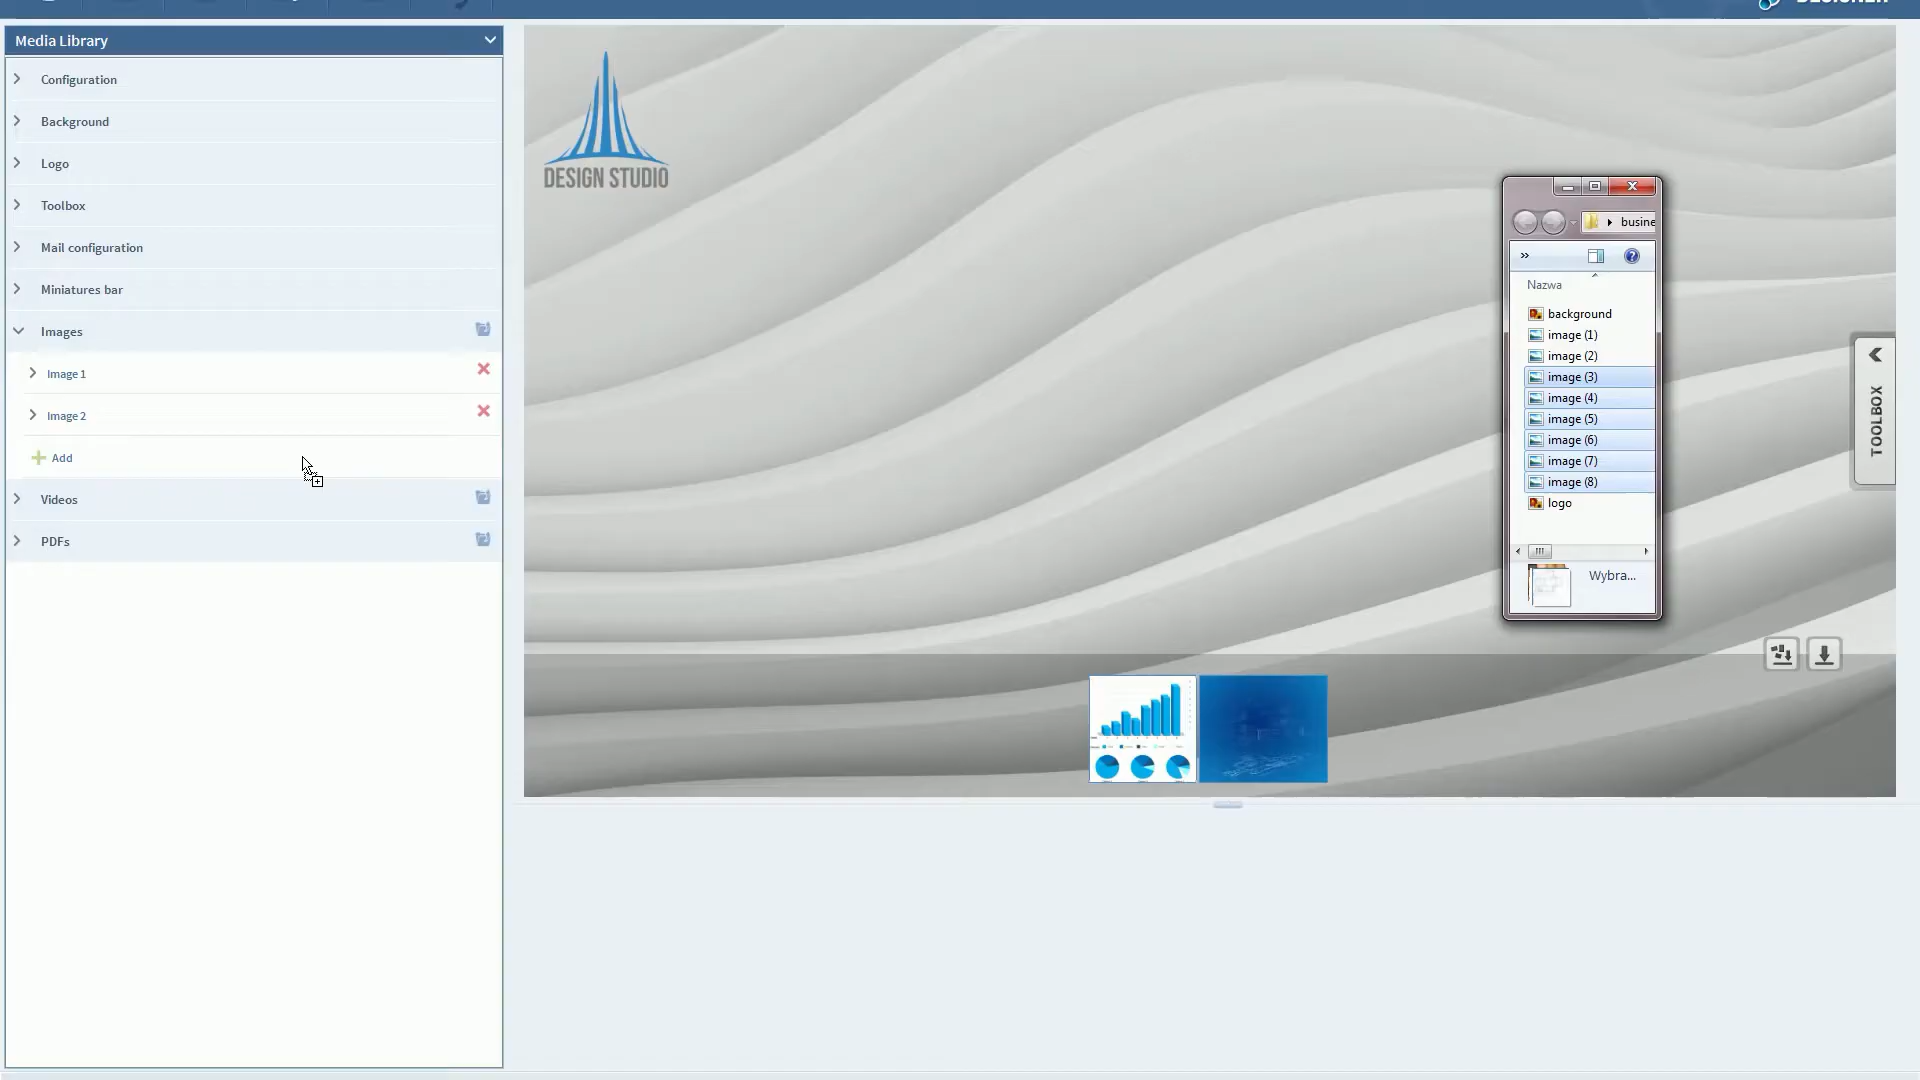 Media Library
Configuration
Background
Logo
Toolbox
Mail configuration
Miniatures bar
Images
Image 1
Image 2
Add
Videos
PDFs
DESIGN STUDIO
busine
Nazwa
background
image (1)
image (2)
image (3)
image (4)
image (5)
image (6)
image (7)
image (8)
logo
Wybra...
TOOLBOX